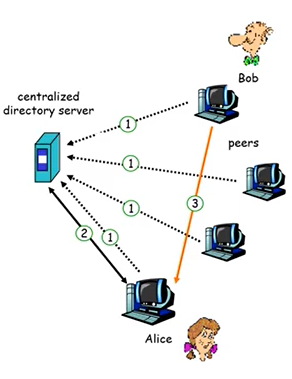 Bob
centralized
directory server
1
peers
1
1
3
2
1
Alice